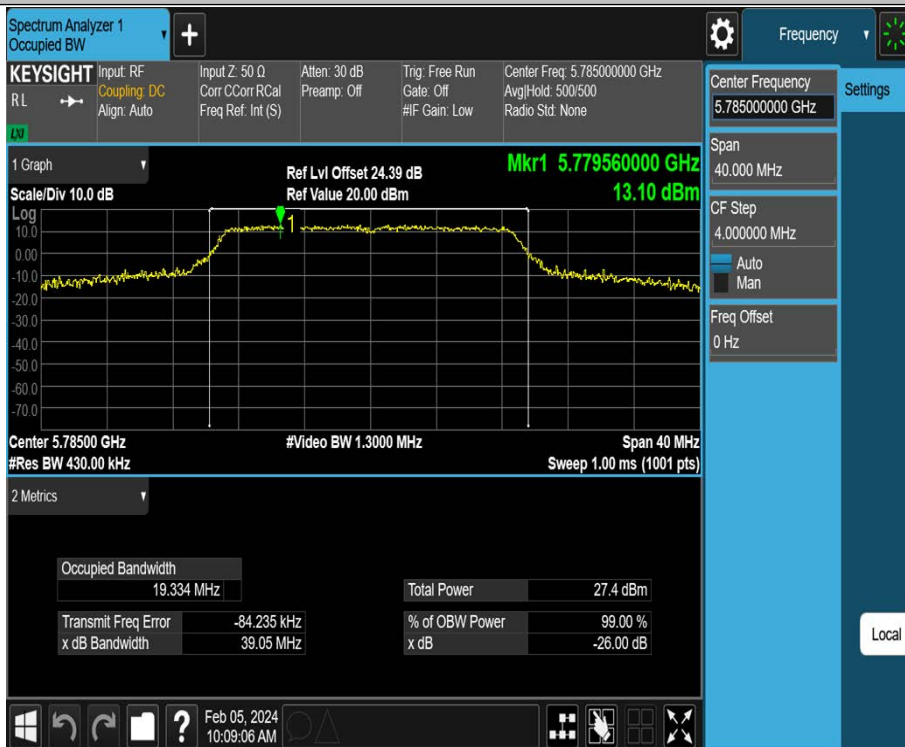 Spectrum Analyzer 1
Occupied BW
+
Frequency
KEYSIGHT
R L
LXI
Input: RF
Coupling: DC
Align: Auto
Input Z: 50 Ω
Corr CCorr RCal
Freq Ref: Int (S)
Atten: 30 dB
Preamp: Off
Trig: Free Run
Gate: Off
#IF Gain: Low
Center Freq: 5.785000000 GHz
Avg|Hold: 500/500
Radio Std: None
Center Frequency
5.785000000 GHz
Settings
Span
40.000 MHz
CF Step
4.000000 MHz
Auto
Man
Freq Offset
0 Hz
Local
1 Graph
Scale/Div 10.0 dB
Ref Lvl Offset 24.39 dB
Ref Value 20.00 dBm
Mkr1 5.779560000 GHz
13.10 dBm
Log
10.0
0.00
-10.0
-20.0
-30.0
-40.0
-50.0
-60.0
-70.0
1
Center 5.78500 GHz
#Res BW 430.00 kHz
#Video BW 1.3000 MHz
Span 40 MHz
Sweep 1.00 ms (1001 pts)
2 Metrics
Occupied Bandwidth
19.334 MHz
Transmit Freq Error -84.235 kHz
x dB Bandwidth 39.05 MHz
Total Power 27.4 dBm
% of OBW Power 99.00 %
x dB -26.00 dB
?
Feb 05, 2024
10:09:06 AM